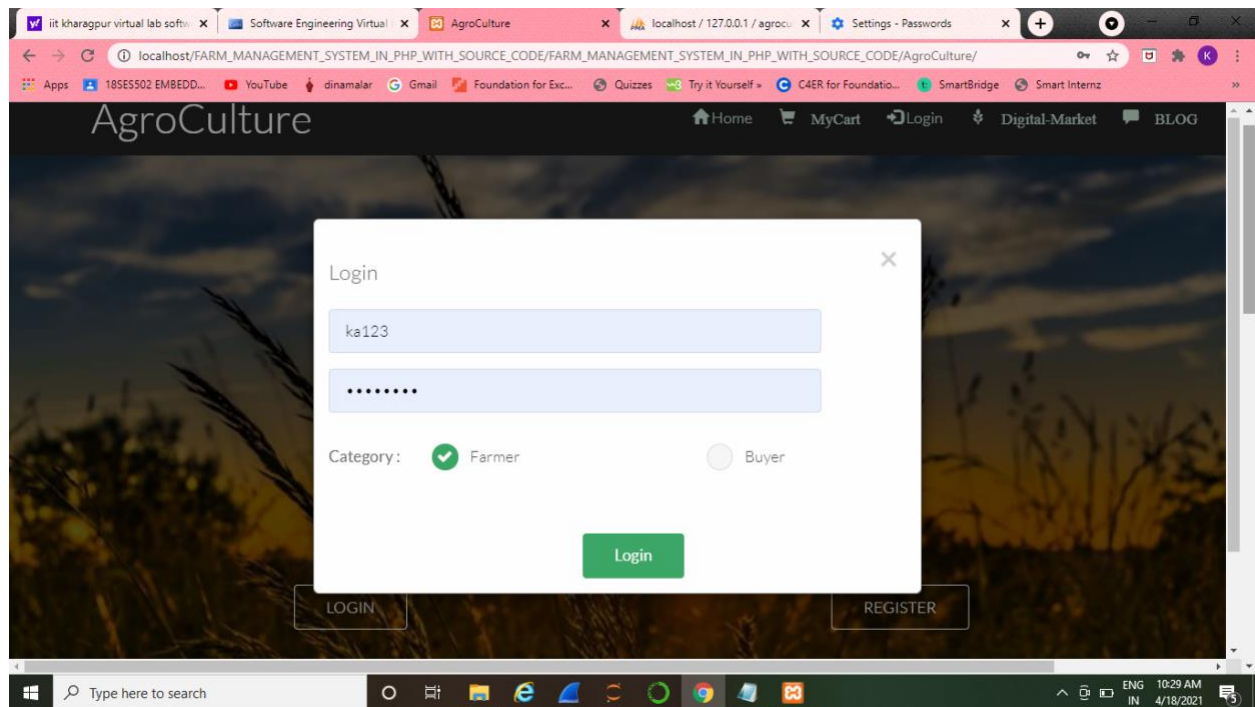 iit kharagpur virtual lab softw
Software Engineering Virtual
AgroCulture
localhost / 127.0.0.1 / agrocu
Settings - Passwords
localhost/FARM_MANAGEMENT_SYSTEM_IN_PHP_WITH_SOURCE_CODE/FARM_MANAGEMENT_SYSTEM_IN_PHP_WITH_SOURCE_CODE/AgroCulture/
K
Apps 18SES502 EMBEDD... YouTube dinamalar Gmail Foundation for Exc... Quizzes Try it Yourself » C4ER for Foundatio... SmartBridge Smart Internz »
AgroCulture
Home MyCart Login Digital-Market BLOG
Login
ka123
Category : Farmer Buyer
Login
LOGIN REGISTER
Type here to search
ENG 10:29 AM
IN 4/18/2021
5